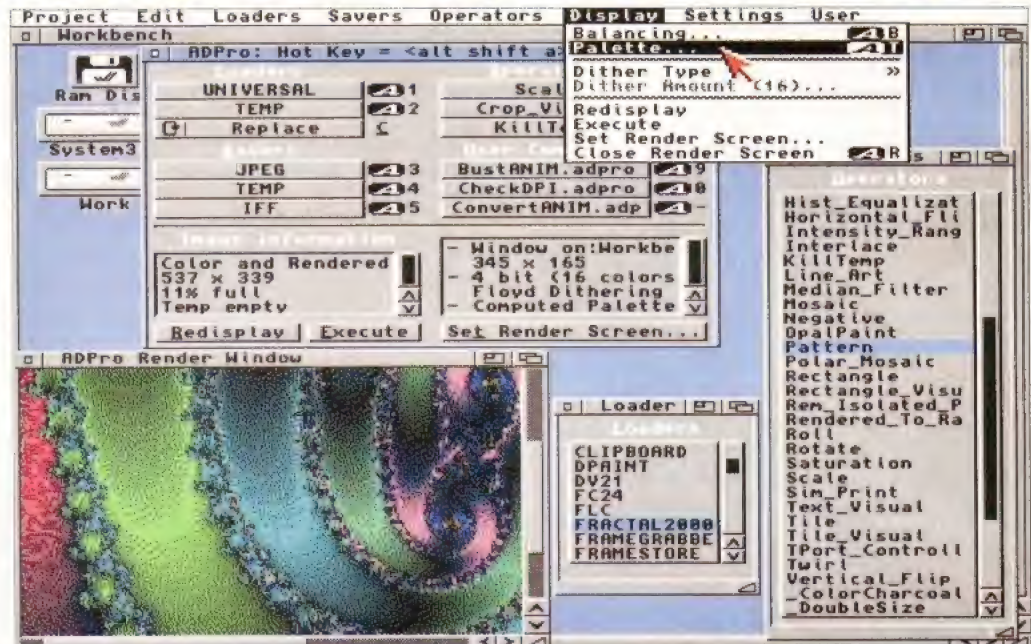 Project Edit Loaders Savers Operators Display Settings User
Workbench
Balancing... B
Palette... T
Dither Type »
Dither Amount (16)...
Redisplay
Execute
Set Render Screen...
Close Render Screen R
Ram Dis
System3
Work
ADPro: Hot Key = <alt shift a>
Loaders
UNIVERSAL 1
TEMP 2
Replace C
Scal
Crop_Vi
KillTe
JPEG 3
TEMP 4
IFF 5
BustANIM.adpro 9
CheckDPI.adpro 0
ConvertANIM.adp -
Image Information
Color and Rendered
537 x 339
11% full
Temp empty
- Window on:Workbe
345 x 165
- 4 bit (16 colors
Floyd Dithering
- Computed Palette
Redisplay Execute Set Render Screen...
ADPro Render Window
Loader
Loaders
CLIPBOARD
DPAINT
DV21
FC24
FLC
FRACTAL2000
FRAMEGRABBE
FRAMESTORE
Operators
Hist_Equalizat
Horizontal_Fli
Intensity_Rang
Interlace
KillTemp
Line_Art
Median_Filter
Mosaic
Negative
OpalPaint
Pattern
Polar_Mosaic
Rectangle
Rectangle_Visu
Rem_Isolated_P
Rendered_To_Ra
Roll
Rotate
Saturation
Scale
Sim_Print
Text_Visual
Tile
Tile_Visual
TPort_Controll
Twirl
Vertical_Flip
_ColorCharcoal
_DoubleSize